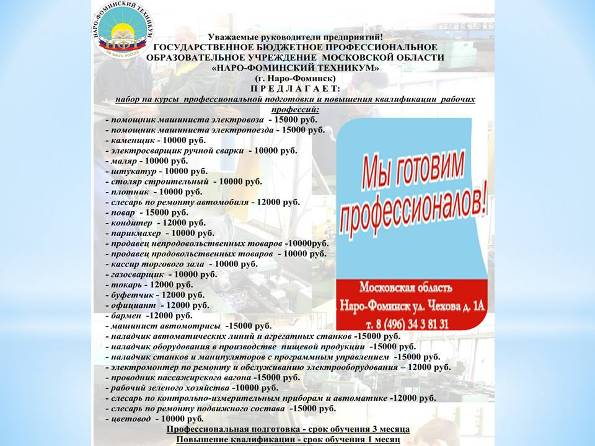 НАРО-ФОМИНСКИЙ ТЕХНИКУМ
Уважаемые руководители предприятий!
ГОСУДАРСТВЕННОЕ БЮДЖЕТНОЕ ПРОФЕССИОНАЛЬНОЕ
ОБРАЗОВАТЕЛЬНОЕ УЧРЕЖДЕНИЕ МОСКОВСКОЙ ОБЛАСТИ
«НАРО-ФОМИНСКИЙ ТЕХНИКУМ»
(г. Наро-Фоминск)
П Р Е Д Л А Г А Е Т:
набор на курсы профессиональной подготовки и повышения квалификации рабочих
профессий:
- помощник машиниста электровоза - 15000 руб.
- помощник машиниста электропоезда - 15000 руб.
- каменщик - 10000 руб.
- электросварщик ручной сварки - 10000 руб.
- маляр - 10000 руб.
- штукатур - 10000 руб.
- столяр строительный - 10000 руб.
- плотник - 10000 руб.
- слесарь по ремонту автомобиля - 12000 руб.
- повар - 15000 руб.
- кондитер - 12000 руб.
- парикмахер - 10000 руб.
- продавец непродовольственных товаров -10000руб.
- продавец продовольственных товаров - 10000 руб.
- кассир торгового зала - 10000 руб.
- газосварщик - 10000 руб.
- токарь - 12000 руб.
- буфетчик - 12000 руб.
- официант - 12000 руб.
- бармен -12000 руб.
- машинист автомотрисы -15000 руб.
- наладчик автоматических линий и агрегатных станков -15000 руб.
- наладчик оборудования в производстве пищевой продукции -15000 руб.
- наладчик станков и манипуляторов с программным управлением -15000 руб.
- электромонтер по ремонту и обслуживанию электрооборудования – 12000 руб.
- проводник пассажирского вагона -15000 руб.
- рабочий зеленого хозяйства -10000 руб.
- слесарь по контрольно-измерительным приборам и автоматике -12000 руб.
- слесарь по ремонту подвижного состава -15000 руб.
- цветовод - 10000 руб.
Профессиональная подготовка - срок обучения 3 месяца
Повышение квалификации - срок обучения 1 месяц
Мы готовим
профессионалов!
Московская область
Наро-Фоминск ул. Чехова д. 1А
т. 8 (496) 34 3 81 31